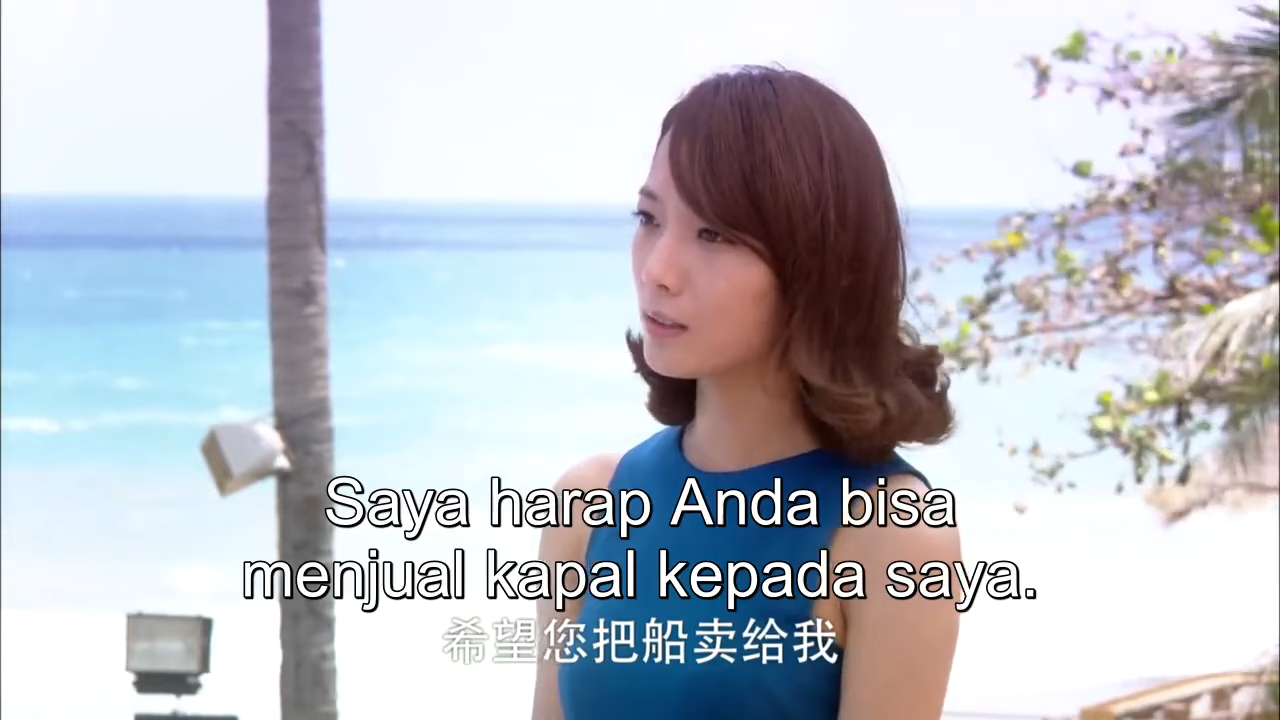 Saya harap Anda bisa
menjual kapal kepada saya.
希望您把船卖给我